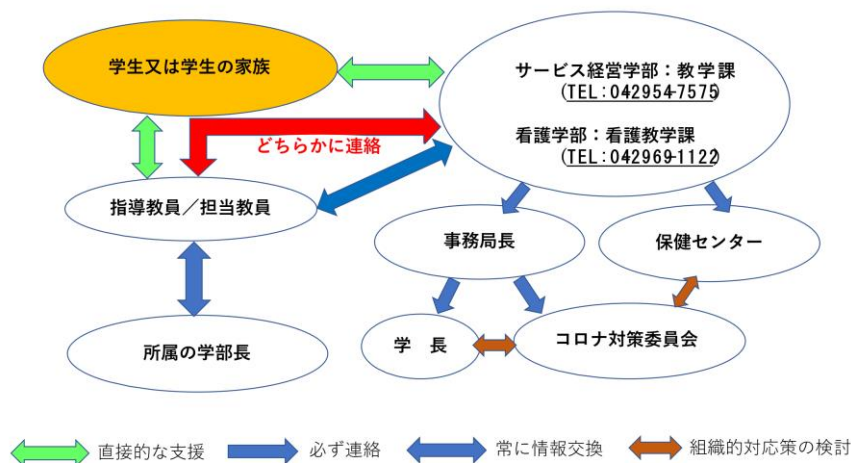 学生又は学生の家族
サービス経営学部：教学課
（TEL：042954-7575）
看護学部：看護教学課
（TEL：042969-1122）
どちらかに連絡
指導教員／担当教員
事務局長
保健センター
所属の学部長
学　長
コロナ対策委員会
直接的な支援
必ず連絡
常に情報交換
組織的対応策の検討